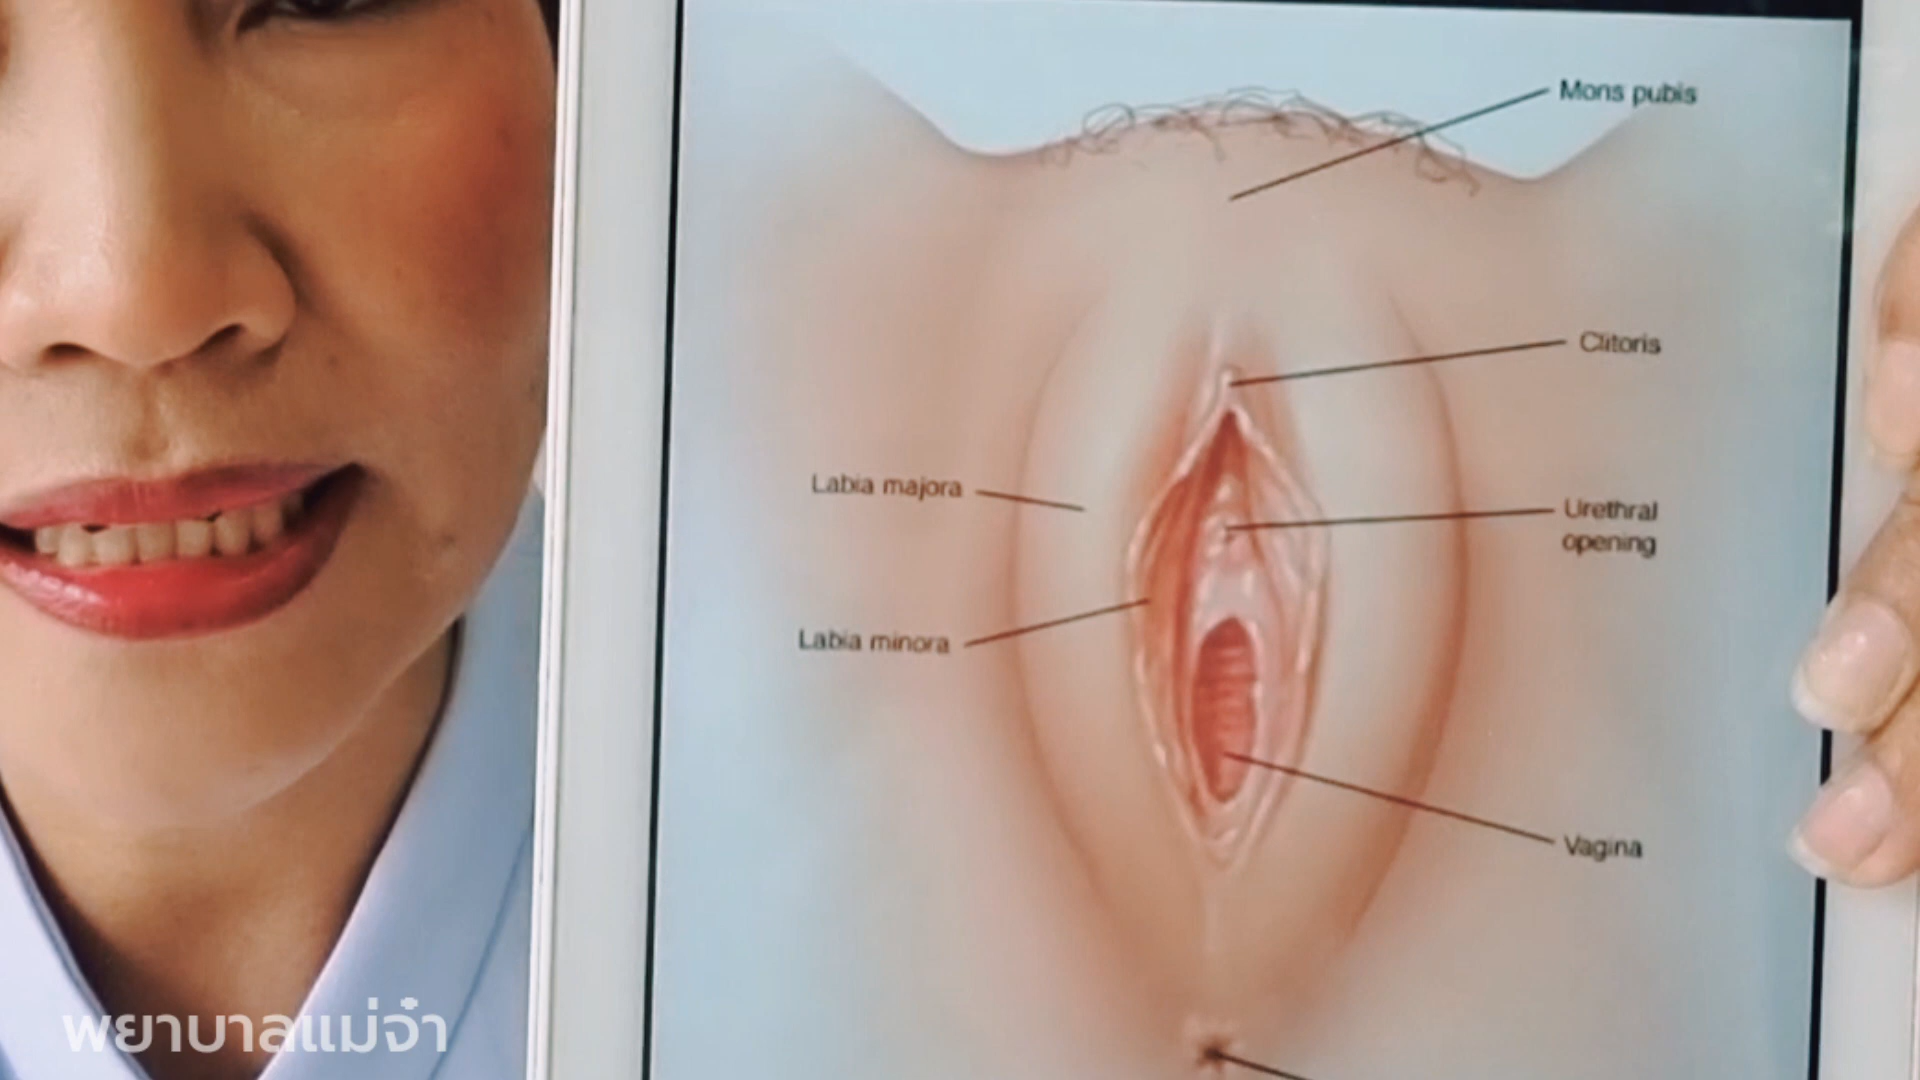 Mons pubis
Clitoris
Labia majora
Urethral
opening
Labia minora
Vagina
พยาบาลแม่จ๋า